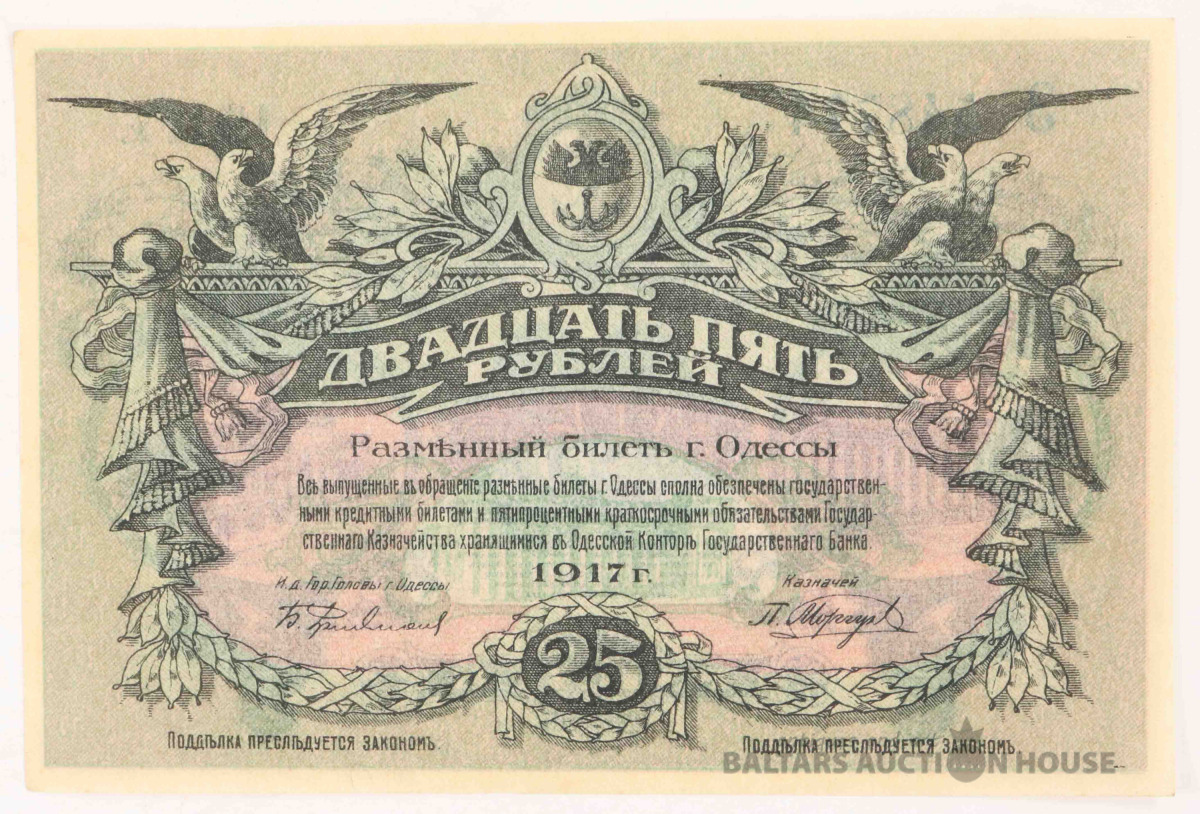 ДВАДЦАТЬ ПЯТЬ
РУБЛЕЙ
Размѣнный билетъ г. Одессы
Всѣ выпущенные въ обращенiе размѣнные билеты г. Одессы сполна обезпечены государствен-
ными кредитными билетами и пятипроцентными краткосрочными обязательствами Государ-
ственнаго Казначейства хранящимися въ Одесской Конторѣ Государственнаго Банка.
1917 г.
И. д. Гор. Головы г. Одессы
Казначей
25
Поддѣлка преслѣдуется закономъ.
Поддѣлка преслѣдуется закономъ.
BALTARS AUCTION HOUSE